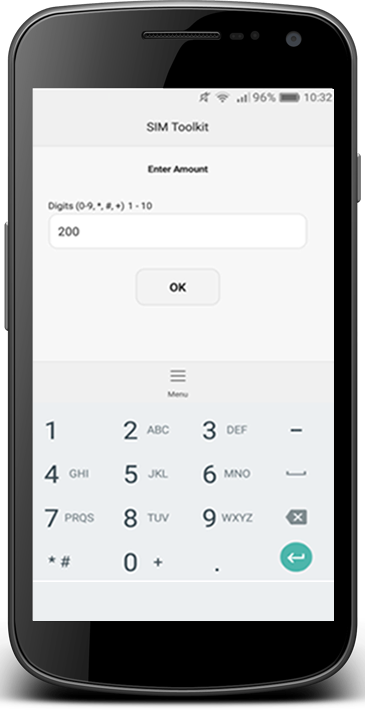 96% 10:32
SIM Toolkit
Enter Amount
Digits (0-9, *, #, +) 1 - 10
200
OK
Menu
1 2 ABC 3 DEF –
4 GHI 5 JKL 6 MNO
7 PRQS 8 TUV 9 WXYZ
* # 0 + .